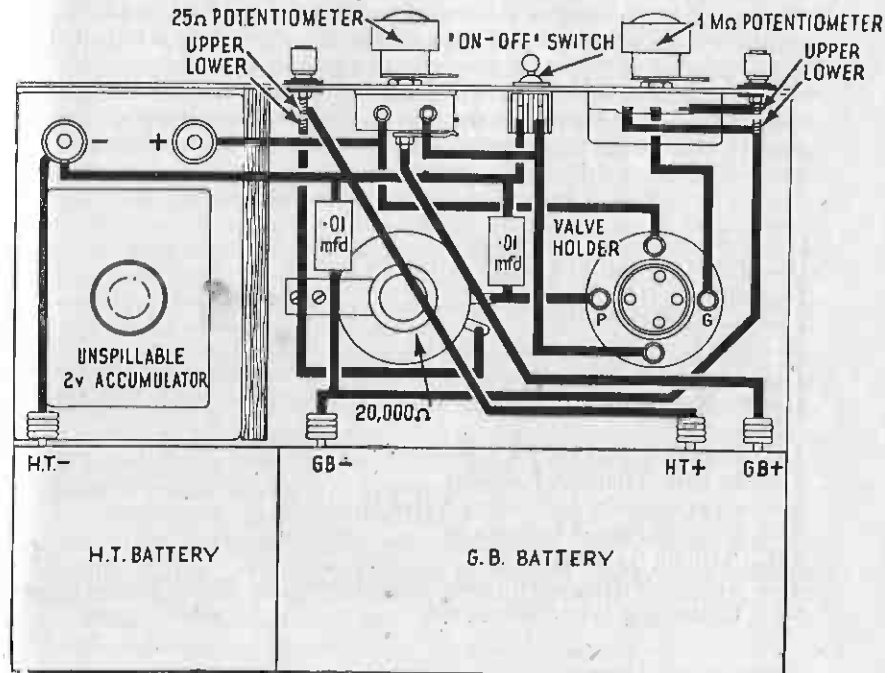 25Ω POTENTIOMETER
UPPER
LOWER
"ON-OFF" SWITCH
1 MΩ POTENTIOMETER
UPPER
LOWER
- +
·01
mfd
·01
mfd
VALVE
HOLDER
P G
UNSPILLABLE
2v ACCUMULATOR
20,000Ω
H.T.-
GB-
HT+
GB+
H.T. BATTERY
G.B. BATTERY